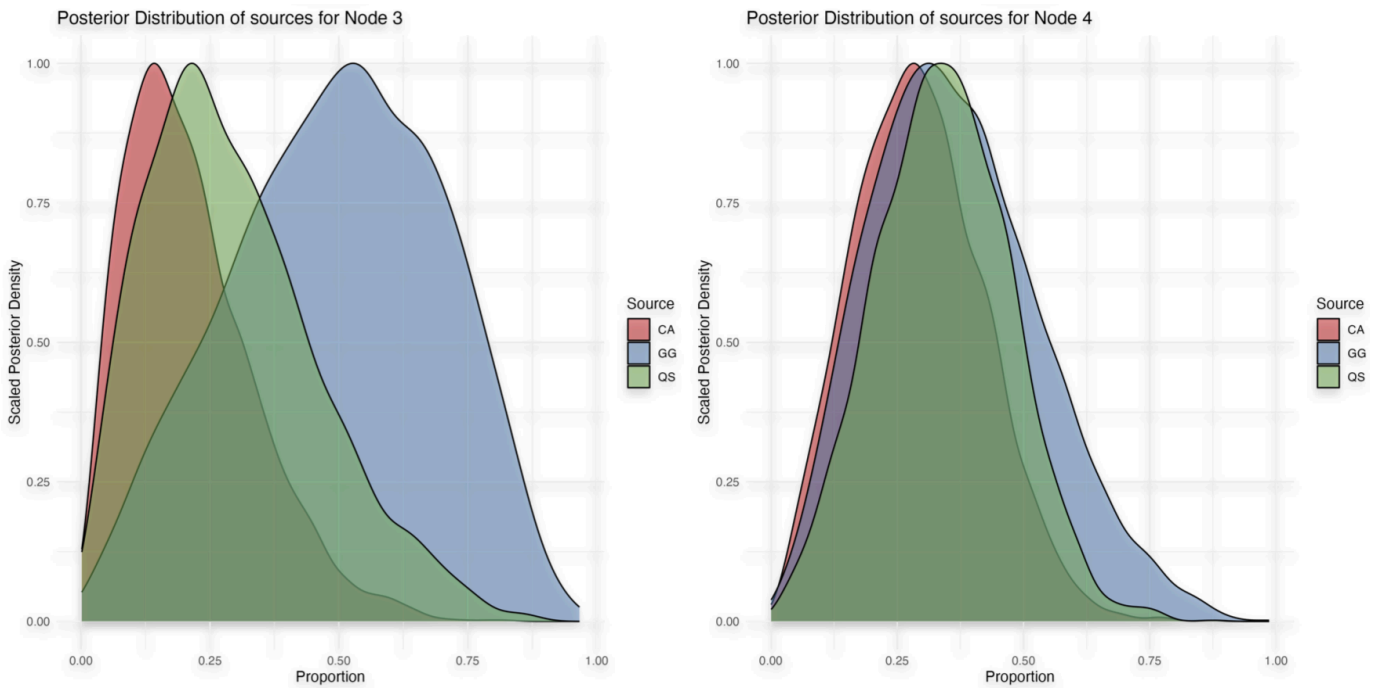 Posterior Distribution of sources for Node 3
1.00
0.75
0.50
0.25
0.00
Scaled Posterior Density
0.00 0.25 0.50 0.75 1.00
Proportion
Source
CA
GG
QS
Posterior Distribution of sources for Node 4
1.00
0.75
0.50
0.25
0.00
Scaled Posterior Density
0.00 0.25 0.50 0.75 1.00
Proportion
Source
CA
GG
QS